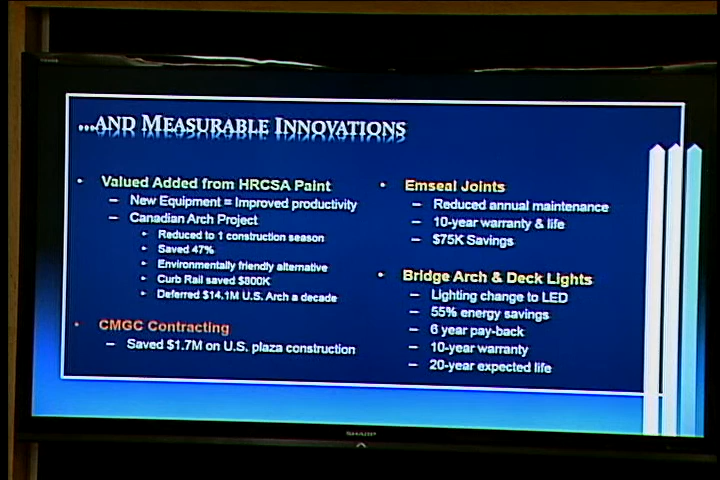 ...AND MEASURABLE INNOVATIONS
• Valued Added from HRCSA Paint
– New Equipment = Improved productivity
– Canadian Arch Project
• Reduced to 1 construction season
• Saved 47%
• Environmentally friendly alternative
• Curb Rail saved $800K
• Deferred $14.1M U.S. Arch a decade
• CMGC Contracting
– Saved $1.7M on U.S. plaza construction
• Emseal Joints
– Reduced annual maintenance
– 10-year warranty & life
– $75K Savings
• Bridge Arch & Deck Lights
– Lighting change to LED
– 55% energy savings
– 6 year pay-back
– 10-year warranty
– 20-year expected life
SHARP